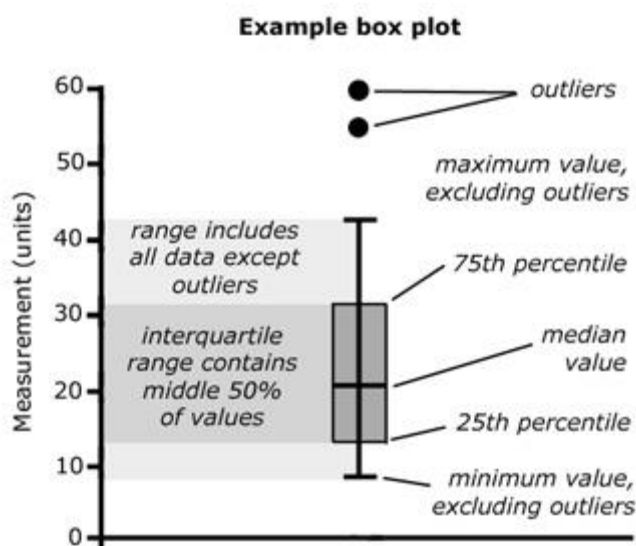 Example box plot
60
50
40
30
20
10
0
Measurement (units)
outliers
maximum value,
excluding outliers
range includes
all data except
outliers
75th percentile
interquartile
range contains
middle 50%
of values
median
value
25th percentile
minimum value,
excluding outliers